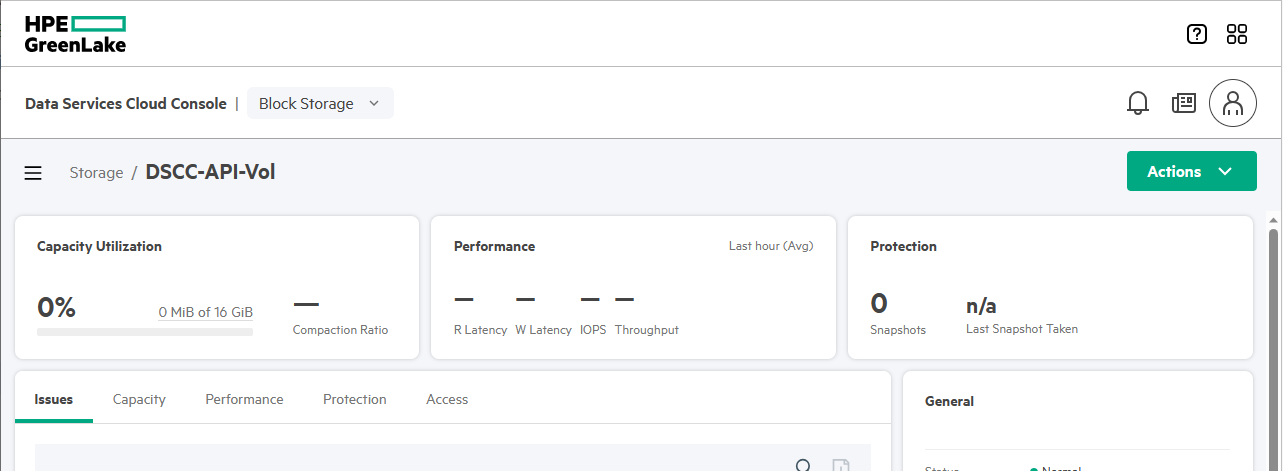 HPE
GreenLake
Data Services Cloud Console | Block Storage
Storage / DSCC-API-Vol
Actions
Capacity Utilization
0%
0 MiB of 16 GiB
—
Compaction Ratio
Performance
Last hour (Avg)
— — — —
R Latency W Latency IOPS Throughput
Protection
0
Snapshots
n/a
Last Snapshot Taken
Issues Capacity Performance Protection Access
General
Status Normal